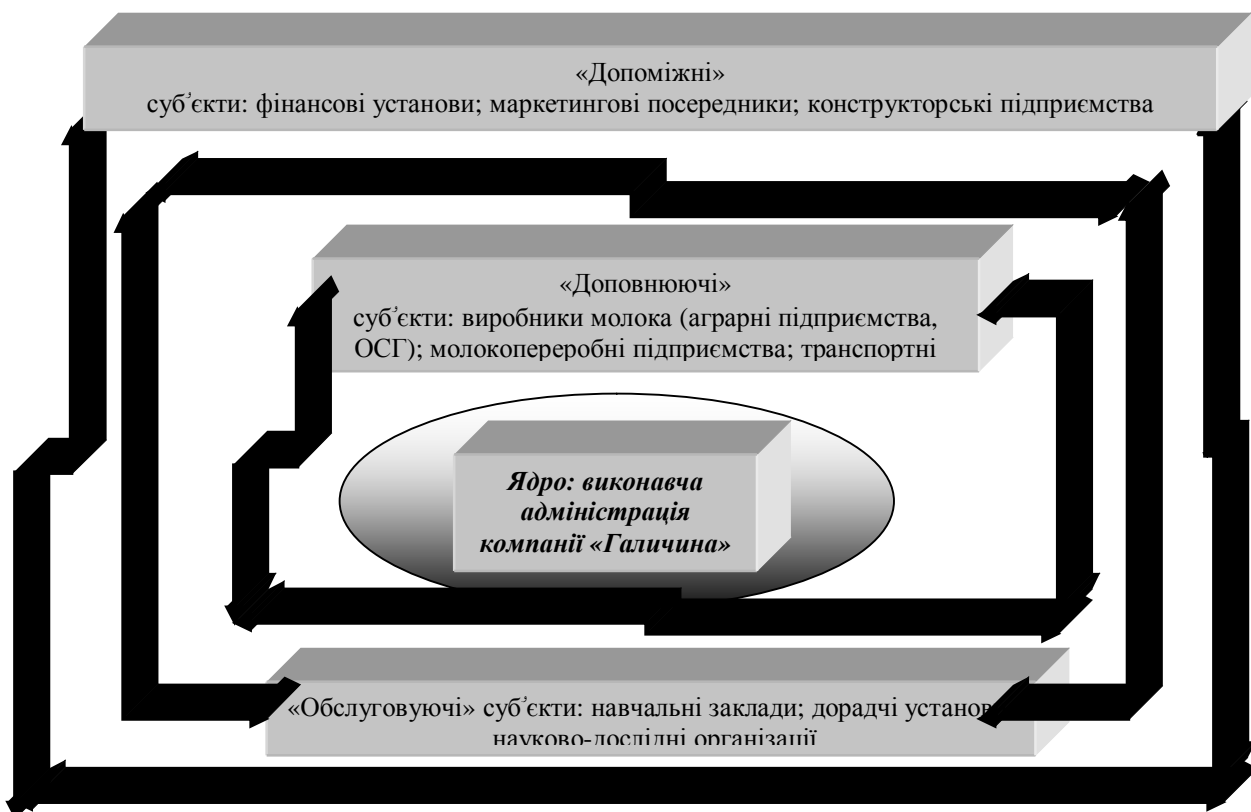 «Допоміжні»
суб’єкти: фінансові установи; маркетингові посередники; конструкторські підприємства
«Доповнюючі»
суб’єкти: виробники молока (аграрні підприємства,
ОСГ); молокопереробні підприємства; транспортні
Ядро: виконавча
адміністрація
компанії «Галичина»
«Обслуговуючі» суб’єкти: навчальні заклади; дорадчі установ
науково-дослідні організації